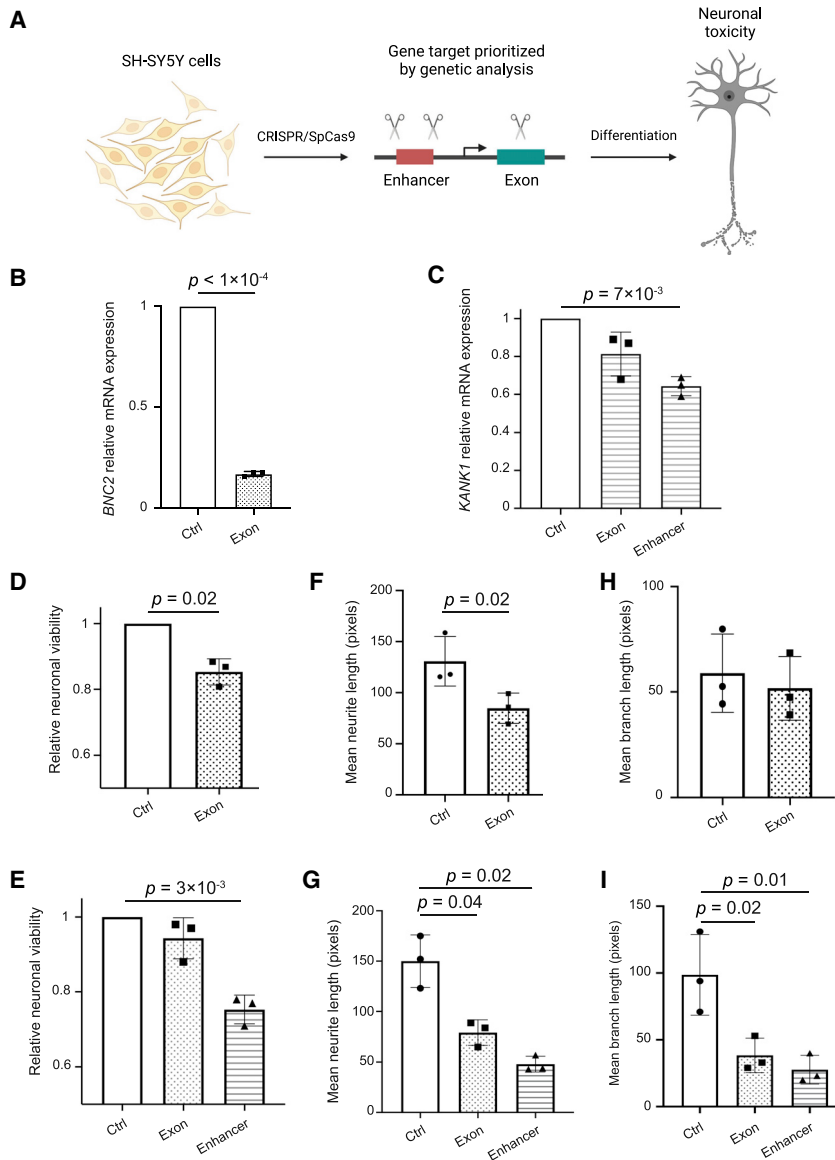 A
SH-SY5Y cells
CRISPR/SpCas9
Gene target prioritized
by genetic analysis
Enhancer
Exon
Differentiation
Neuronal
toxicity
B
p < 1×10-4
BNC2 relative mRNA expression
1
0.5
0
Ctrl
Exon
C
p = 7×10-3
KANK1 relative mRNA expression
1
0.8
0.6
0.4
0.2
0
Ctrl
Exon
Enhancer
D
p = 0.02
Relative neuronal viability
1
0.8
0.6
Ctrl
Exon
F
p = 0.02
Mean neurite length (pixels)
200
150
100
50
0
Ctrl
Exon
H
Mean branch length (pixels)
100
50
0
Ctrl
Exon
E
p = 3×10-3
Relative neuronal viability
1
0.8
0.6
Ctrl
Exon
Enhancer
G
p = 0.02
p = 0.04
Mean neurite length (pixels)
200
150
100
50
0
Ctrl
Exon
Enhancer
I
p = 0.01
p = 0.02
Mean branch length (pixels)
150
100
50
0
Ctrl
Exon
Enhancer